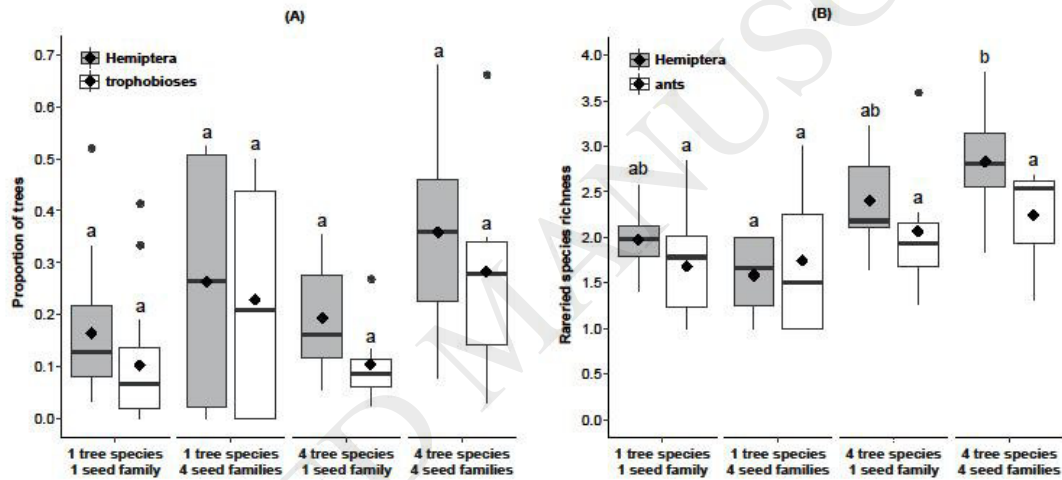 (A)
Hemiptera
trophobioses
Proportion of trees
0.7
0.6
0.5
0.4
0.3
0.2
0.1
0.0
a
a
a
a
a
a
a
a
1 tree species
1 seed family
1 tree species
4 seed families
4 tree species
1 seed family
4 tree species
4 seed families
(B)
Hemiptera
ants
Rareried species richness
4.0
3.5
3.0
2.5
2.0
1.5
1.0
0.5
0.0
ab
a
a
a
ab
a
b
a
1 tree species
1 seed family
1 tree species
4 seed families
4 tree species
1 seed family
4 tree species
4 seed families
D MANUSC